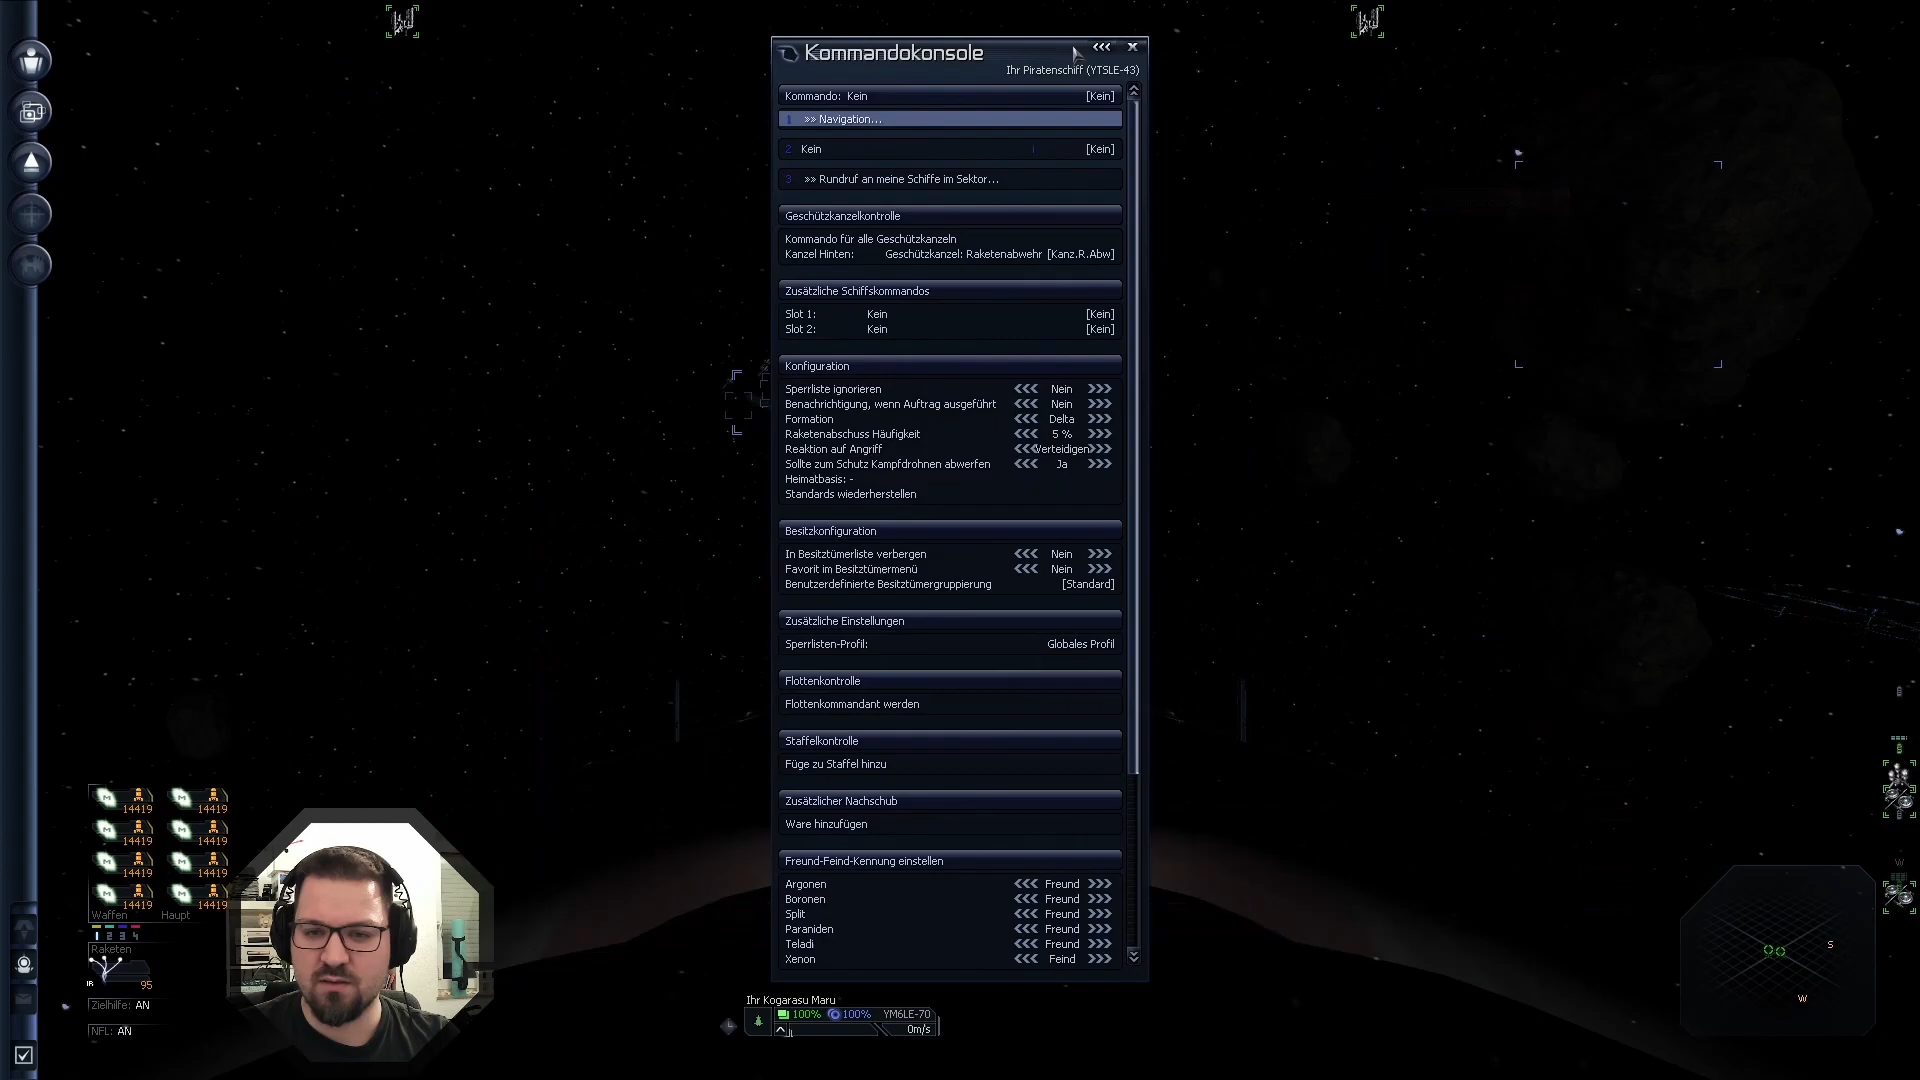 Kommandokonsole
Ihr Piratenschiff (YTSLE-43)
Kommando: Kein [Kein]
1 >> Navigation...
2 Kein [Kein]
3 >> Rundruf an meine Schiffe im Sektor...
Geschützkanzelkontrolle
Kommando für alle Geschützkanzeln
Kanzel Hinten: Geschützkanzel: Raketenabwehr [Kanz.R.Abw]
Zusätzliche Schiffskommandos
Slot 1: Kein [Kein]
Slot 2: Kein [Kein]
Konfiguration
Sperrliste ignorieren Nein
Benachrichtigung, wenn Auftrag ausgeführt Nein
Formation Delta
Raketenabschuss Häufigkeit 5 %
Reaktion auf Angriff Verteidigen
Sollte zum Schutz Kampfdrohnen abwerfen Ja
Heimatbasis: -
Standards wiederherstellen
Besitzkonfiguration
In Besitztümerliste verbergen Nein
Favorit im Besitztümermenü Nein
Benutzerdefinierte Besitztümergruppierung [Standard]
Zusätzliche Einstellungen
Sperrlisten-Profil: Globales Profil
Flottenkontrolle
Flottenkommandant werden
Staffelkontrolle
Füge zu Staffel hinzu
Zusätzlicher Nachschub
Ware hinzufügen
Freund-Feind-Kennung einstellen
Argonen Freund
Boronen Freund
Split Freund
Paraniden Freund
Teladi Freund
Xenon Feind
14419 14419
14419 14419
14419 14419
14419 14419
Waffen Haupt
1 2 3 4
Raketen
IR 95
Zielhilfe: AN
NFL: AN
Ihr Kogarasu Maru
100% 100% YM6LE-70
0m/s
S
W
W